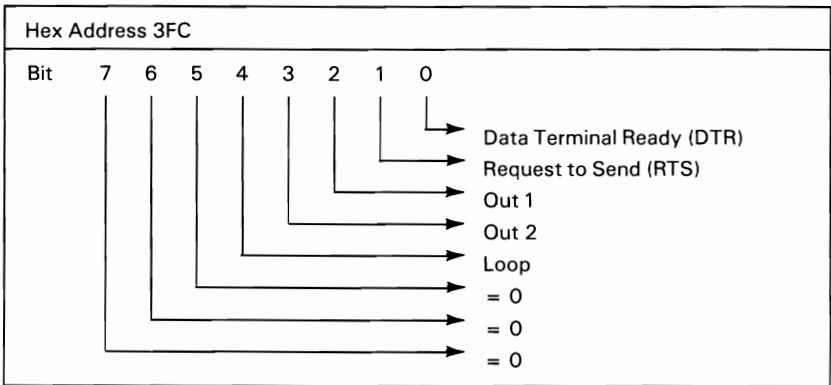 Hex Address 3FC
Bit 7 6 5 4 3 2 1 0
Data Terminal Ready (DTR)
Request to Send (RTS)
Out 1
Out 2
Loop
= 0
= 0
= 0